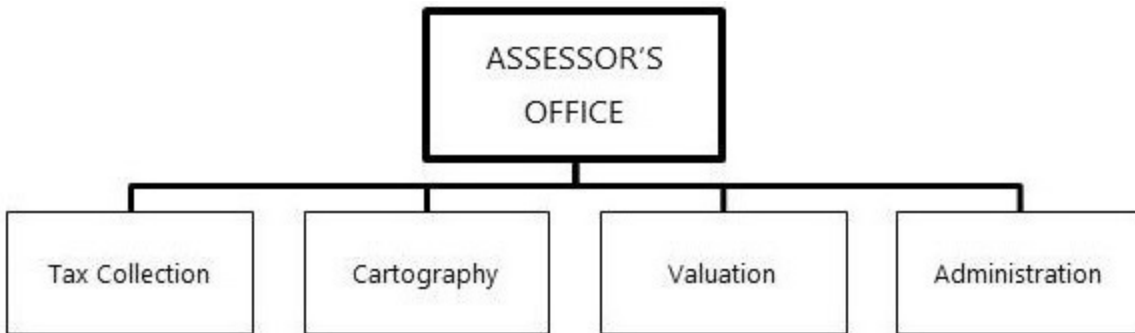 ASSESSOR'S
OFFICE
Tax Collection
Cartography
Valuation
Administration